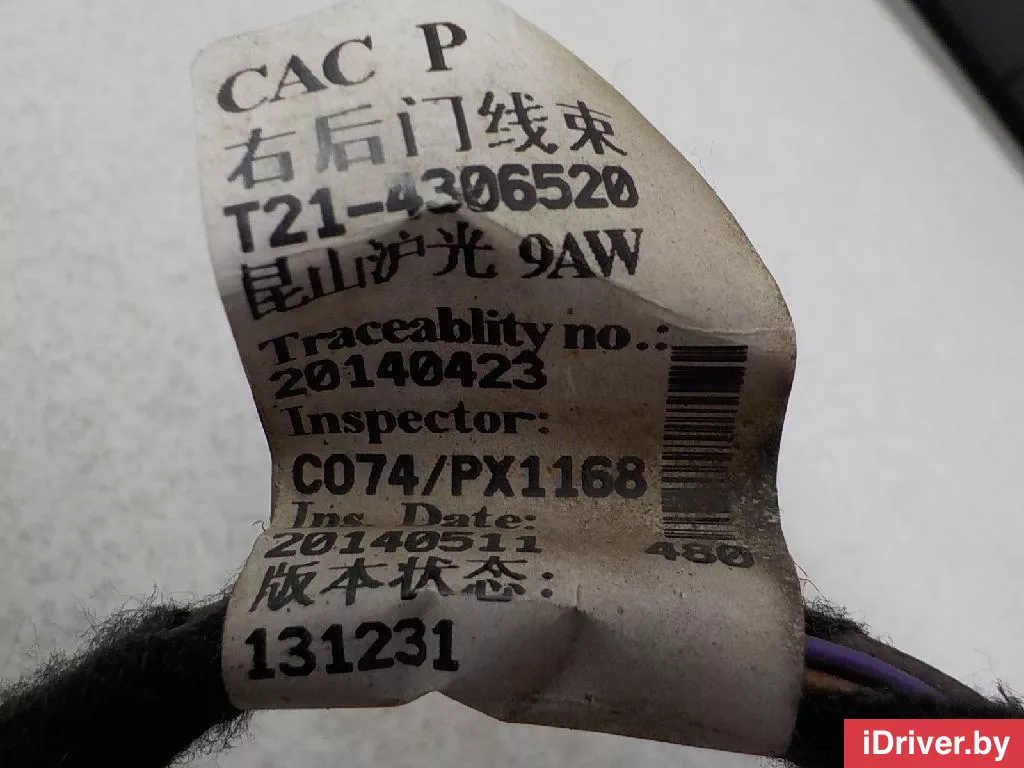 CAC P
右后门线束
T21-4306520
昆山沪光 9AW
Traceablity no.:
20140423
Inspector:
C074/PX1168
Ins Date:
20140511 480
版本状态:
131231
iDriver.by